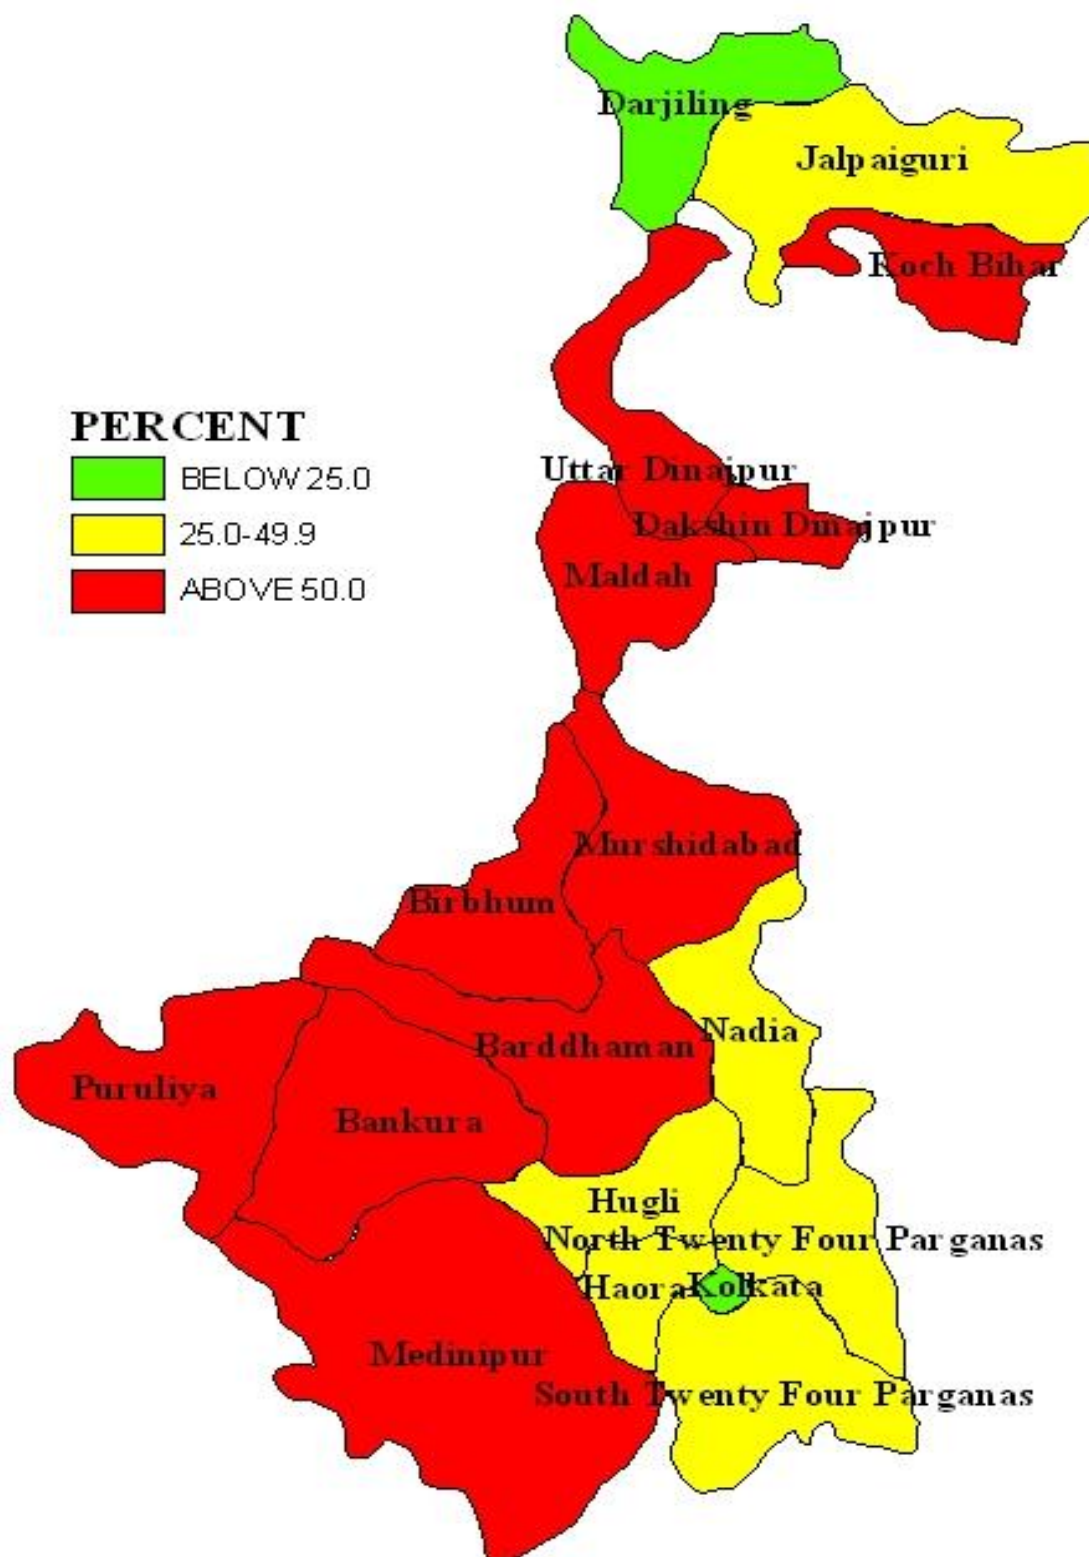 Darjiling
Jalpaiguri
Koch Bihar
PERCENT
BELOW 25.0
25.0-49.9
ABOVE 50.0
Uttar Dinajpur
Dakshin Dinajpur
Maldah
Murshidabad
Birbhum
Nadia
Barddhaman
Puruliya
Bankura
Hugli
North Twenty Four Parganas
Haora
Kolkata
Medinipur
South Twenty Four Parganas